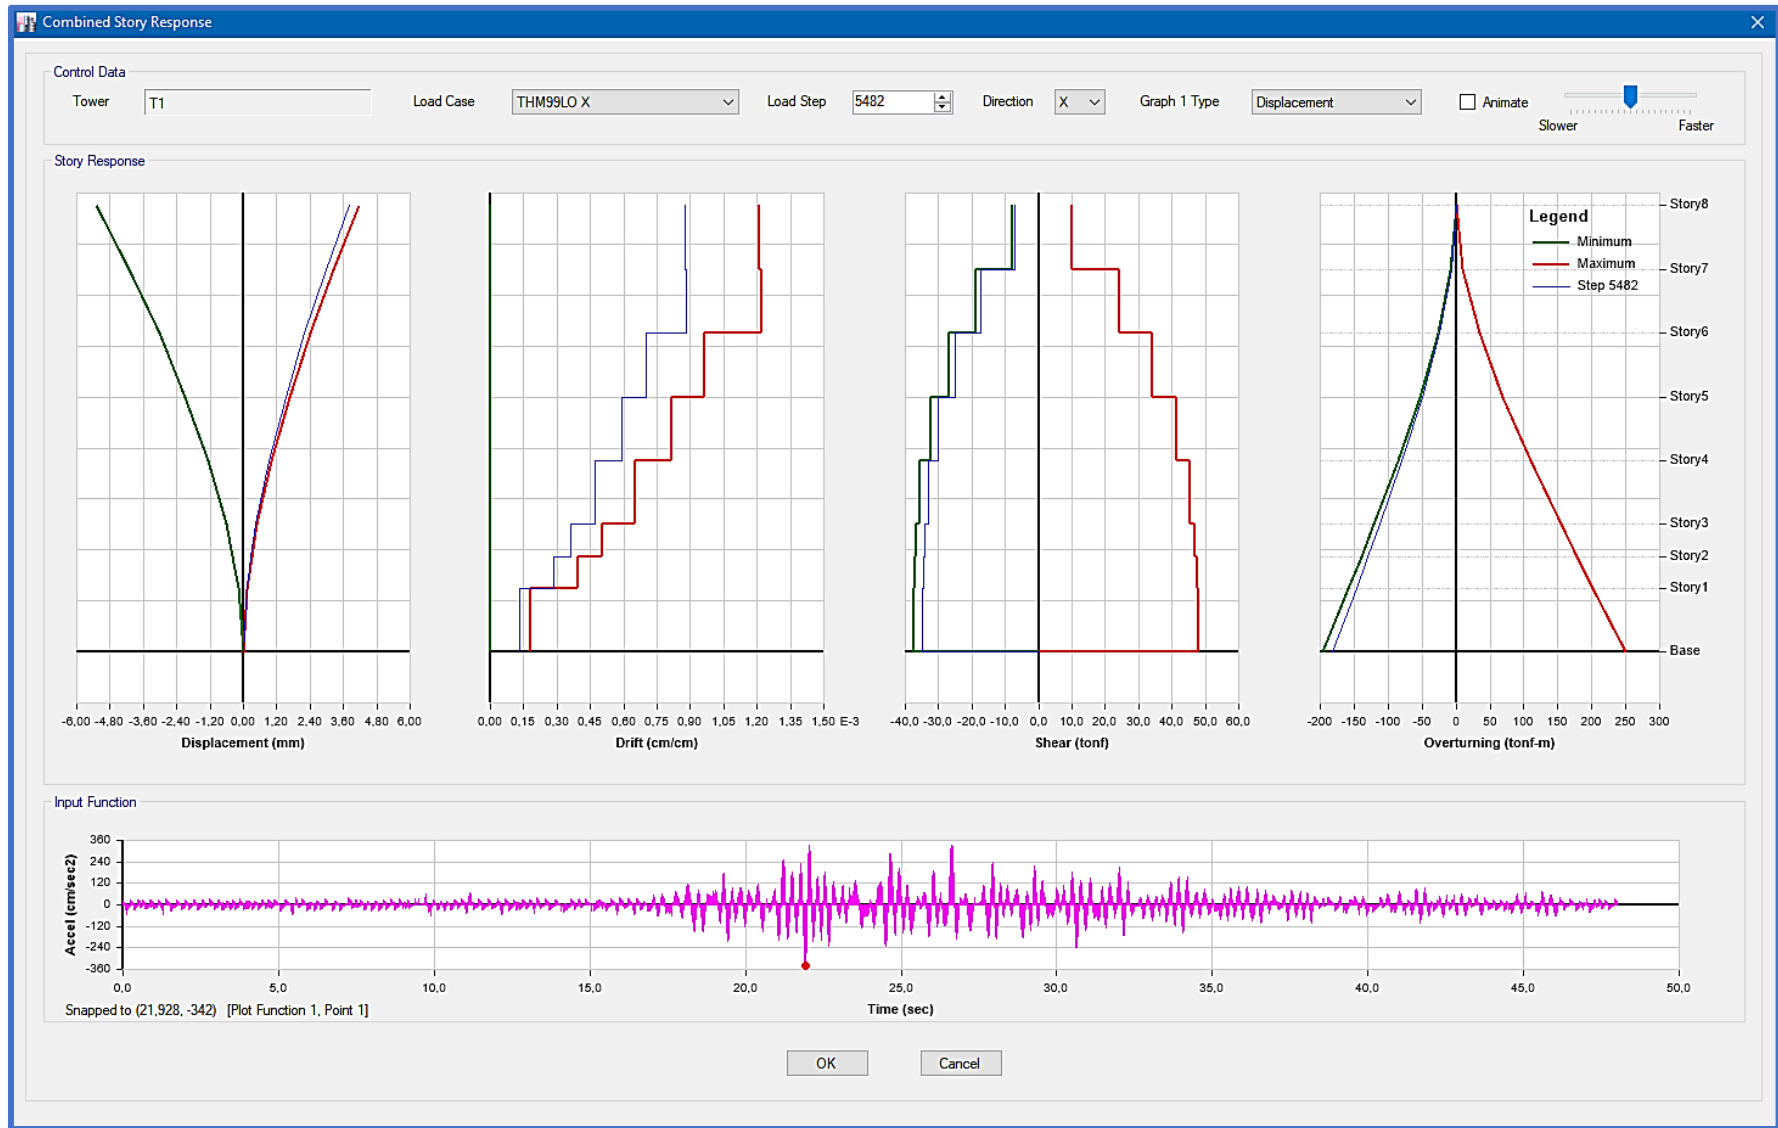 Combined Story Response
Control Data
Tower T1 Load Case THM99LO X Load Step 5482 Direction X Graph 1 Type Displacement Animate
Slower Faster
Story Response
Legend
Minimum
Maximum
Step 5482
Story8
Story7
Story6
Story5
Story4
Story3
Story2
Story1
Base
-6,00 -4,80 -3,60 -2,40 -1,20 0,00 1,20 2,40 3,60 4,80 6,00
Displacement (mm)
0,00 0,15 0,30 0,45 0,60 0,75 0,90 1,05 1,20 1,35 1,50 E-3
Drift (cm/cm)
-40,0 -30,0 -20,0 -10,0 0,0 10,0 20,0 30,0 40,0 50,0 60,0
Shear (tonf)
-200 -150 -100 -50 0 50 100 150 200 250 300
Overturning (tonf-m)
Input Function
Accel (cm/sec2)
360
240
120
0
-120
-240
-360
0,0 5,0 10,0 15,0 20,0 25,0 30,0 35,0 40,0 45,0 50,0
Snapped to (21,928, -342) [Plot Function 1, Point 1]
Time (sec)
OK Cancel